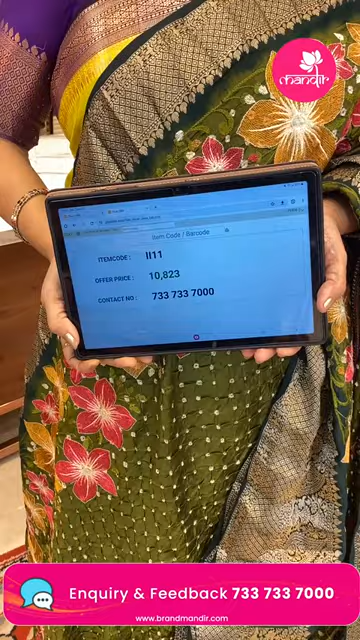 mandir
Item Code / Barcode
ITEMCODE : II11
OFFER PRICE : 10,823
CONTACT NO : 733 733 7000
Enquiry & Feedback 733 733 7000
www.brandmandir.com